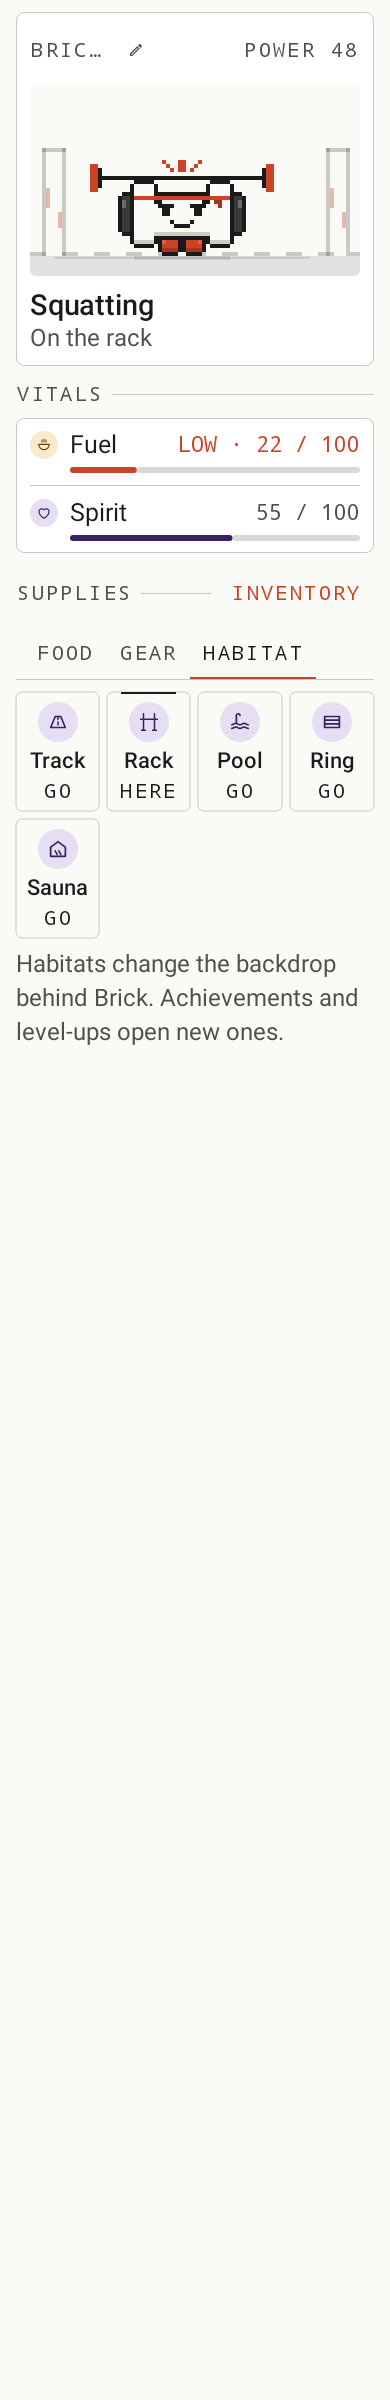 BRIC…
POWER 48
Squatting
On the rack
VITALS
Fuel
LOW · 22 / 100
Spirit
55 / 100
SUPPLIES
INVENTORY
FOOD GEAR HABITAT
Track Rack Pool Ring
GO HERE GO GO
Sauna
GO
Habitats change the backdrop
behind Brick. Achievements and
level-ups open new ones.